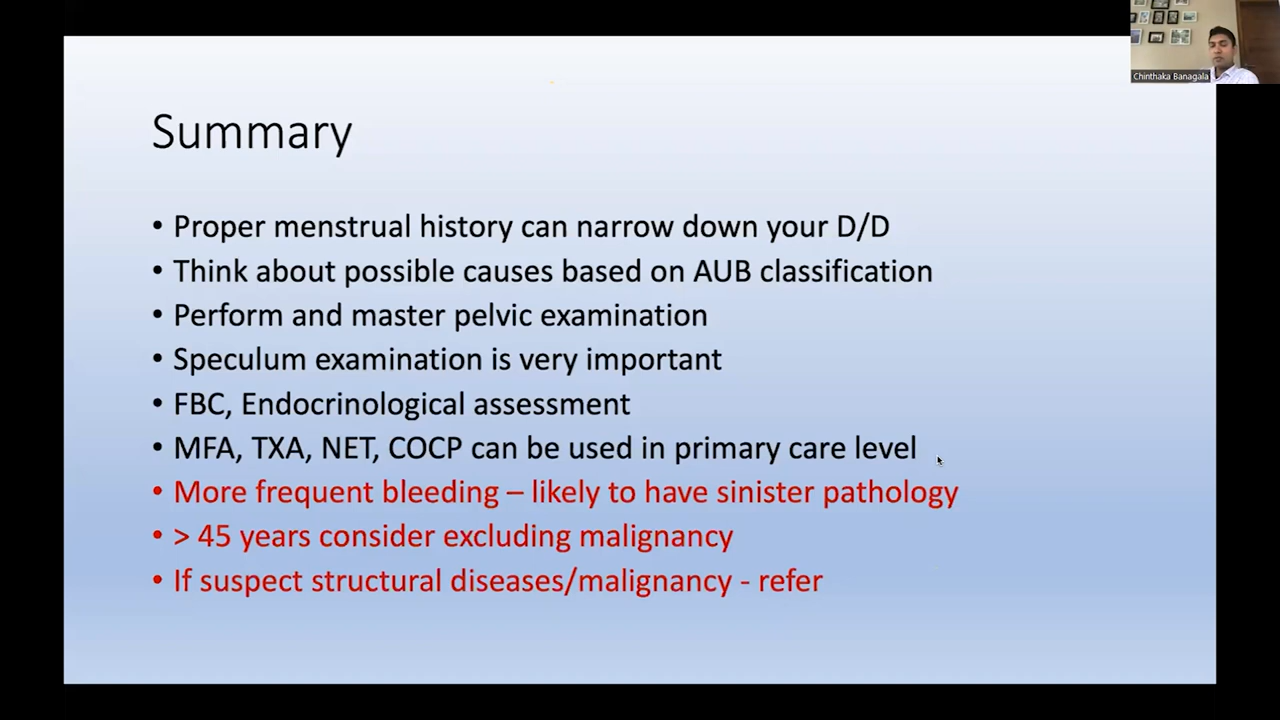 Chinthaka Banagala
Summary
• Proper menstrual history can narrow down your D/D
• Think about possible causes based on AUB classification
• Perform and master pelvic examination
• Speculum examination is very important
• FBC, Endocrinological assessment
• MFA, TXA, NET, COCP can be used in primary care level
• More frequent bleeding – likely to have sinister pathology
• > 45 years consider excluding malignancy
• If suspect structural diseases/malignancy - refer